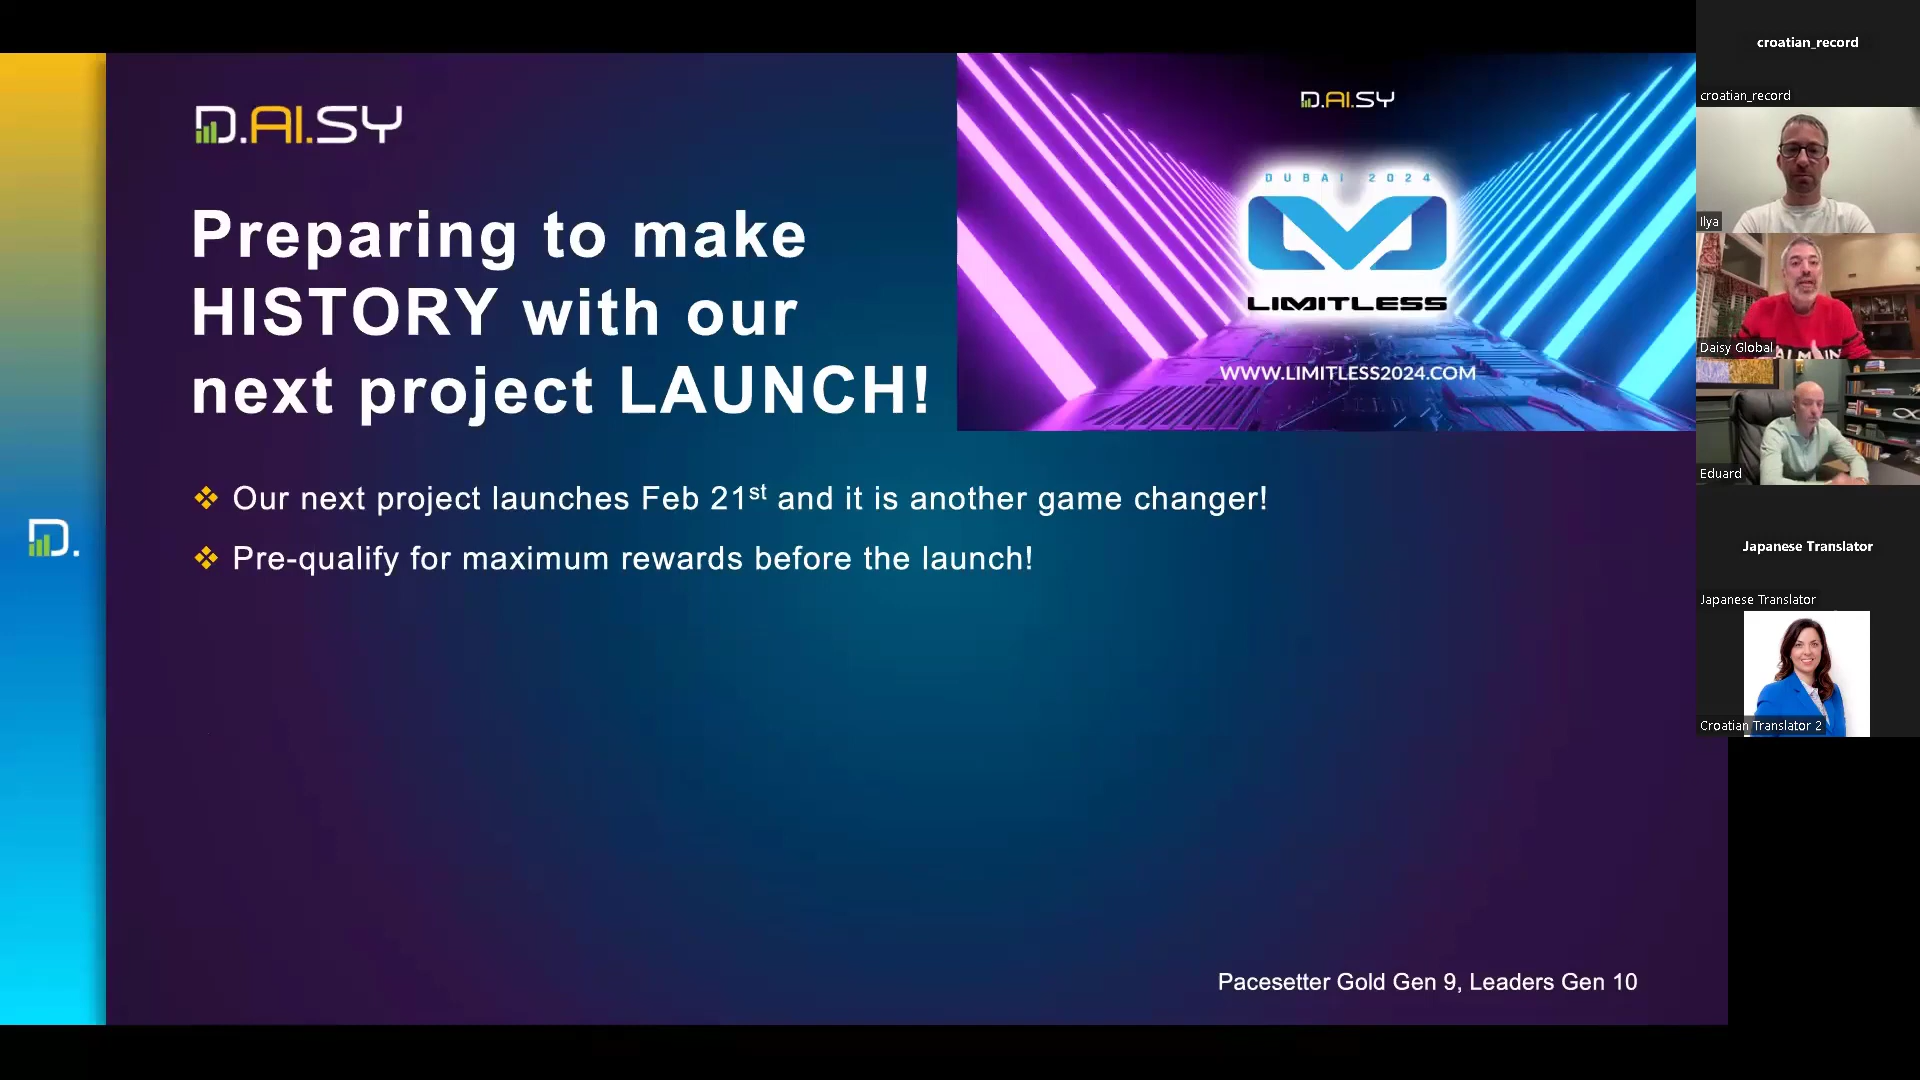 D.AI.SY
Preparing to make
HISTORY with our
next project LAUNCH!
D.AI.SY
DUBAI 2024
LIMITLESS
WWW.LIMITLESS2024.COM
Our next project launches Feb 21st and it is another game changer!
Pre-qualify for maximum rewards before the launch!
D.
Pacesetter Gold Gen 9, Leaders Gen 10
croatian_record
croatian_record
Ilya
Daisy Global
Eduard
Japanese Translator
Japanese Translator
Croatian Translator 2